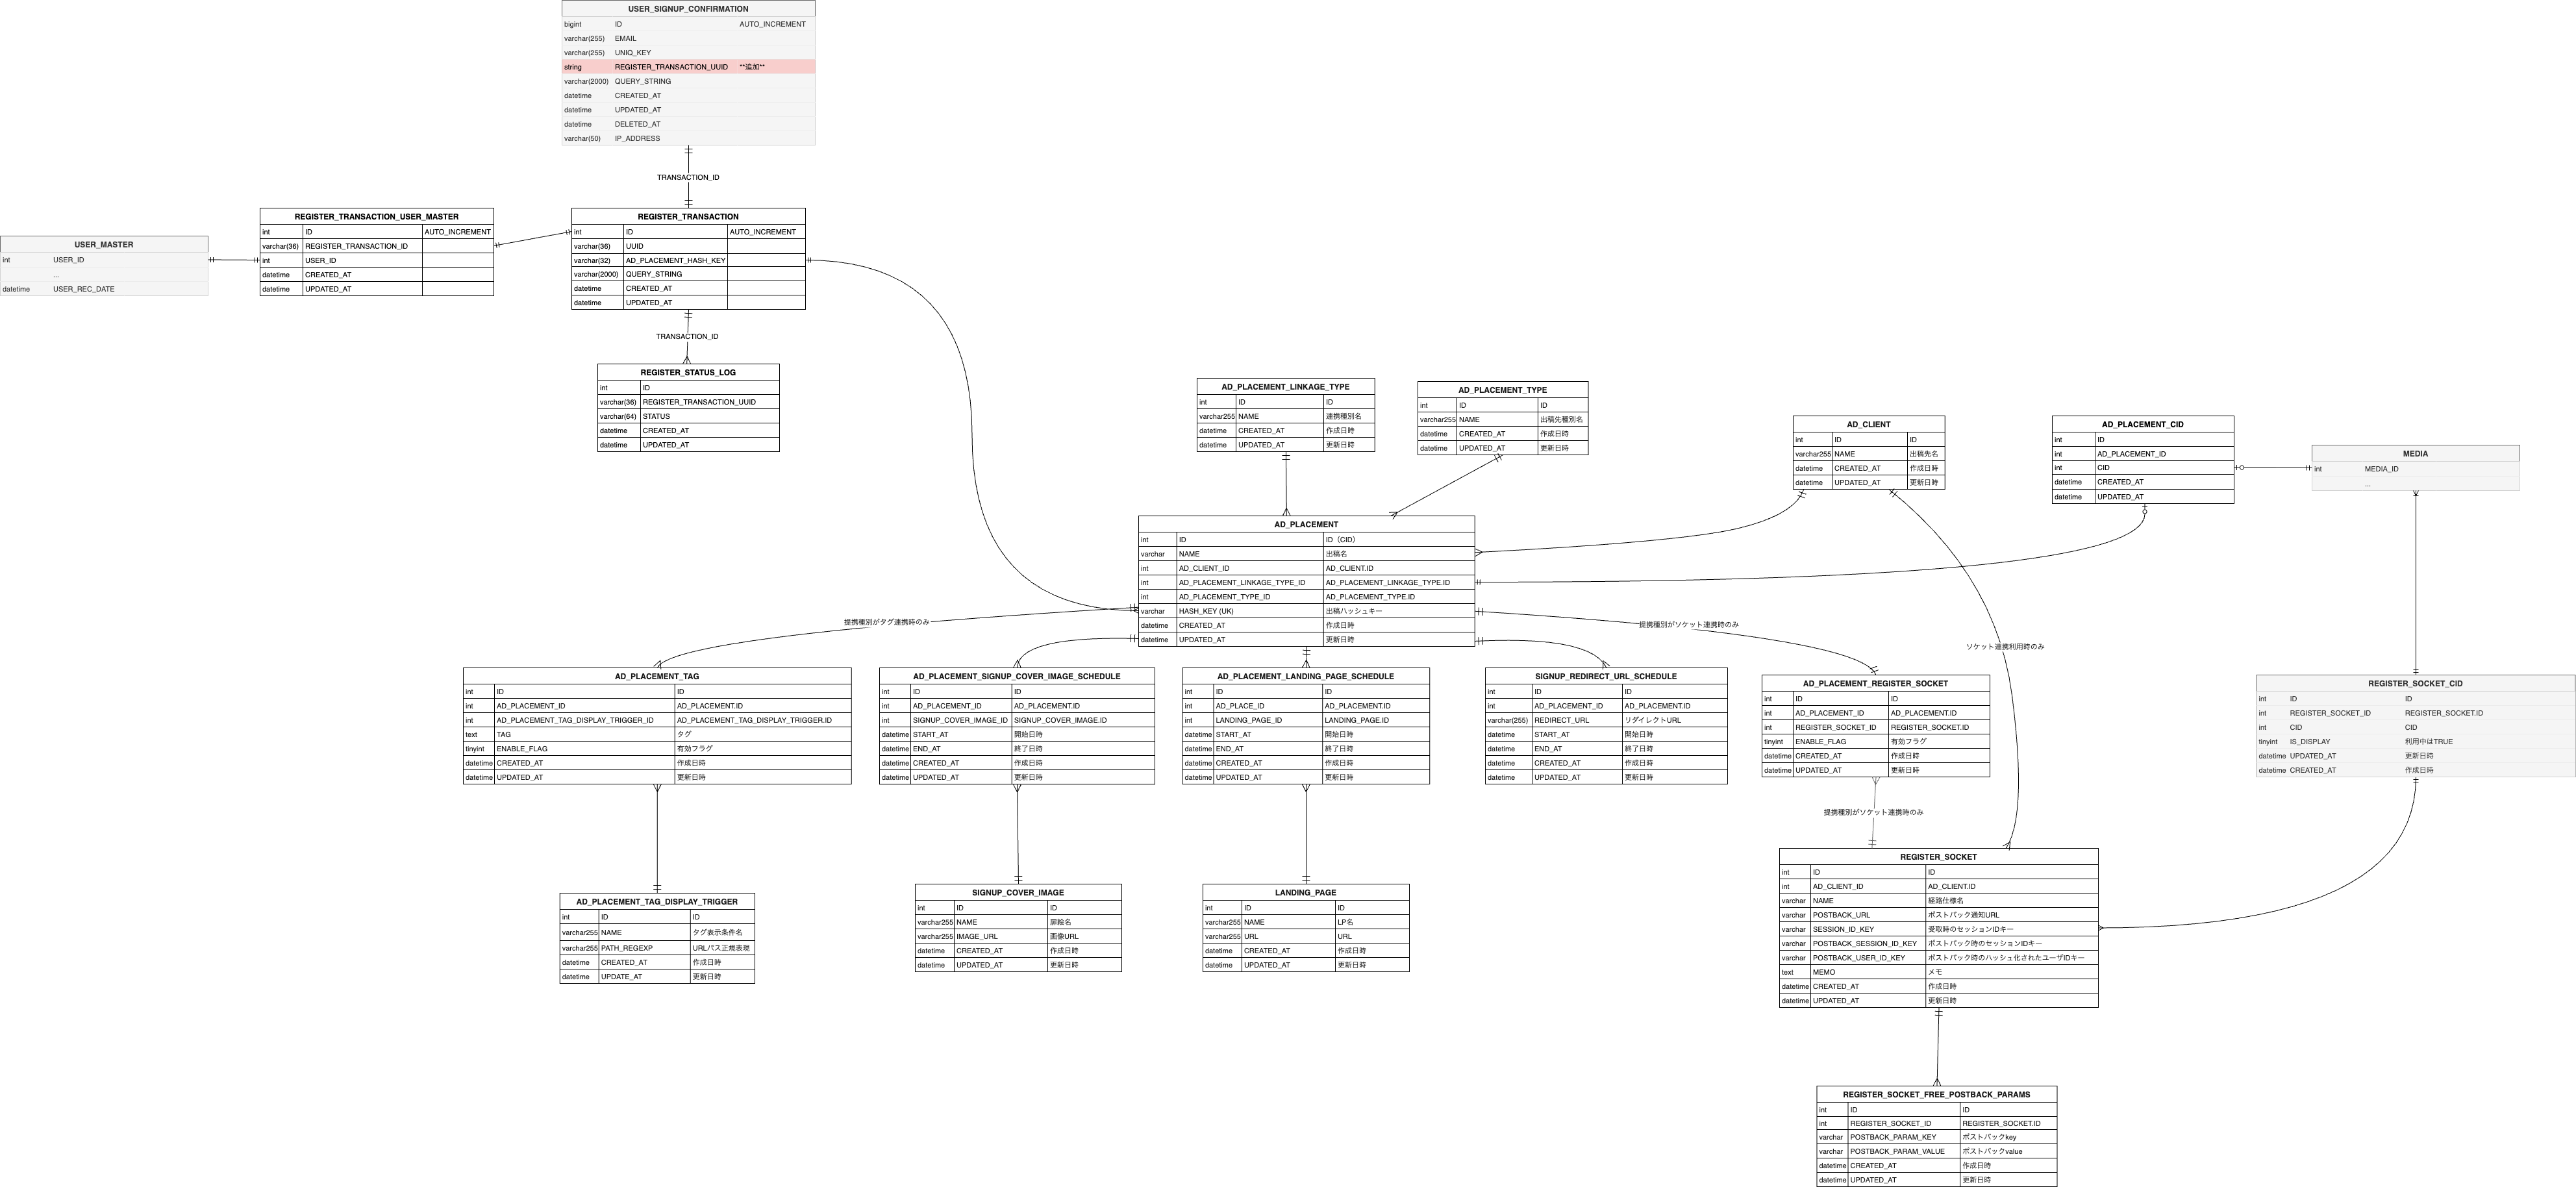 USER_SIGNUP_CONFIRMATION
bigint ID AUTO_INCREMENT
varchar(255) EMAIL
varchar(255) UNIQ_KEY
string REGISTER_TRANSACTION_UUID **追加**
varchar(2000) QUERY_STRING
datetime CREATED_AT
datetime UPDATED_AT
datetime DELETED_AT
varchar(50) IP_ADDRESS
TRANSACTION_ID
USER_MASTER
int USER_ID
...
datetime USER_REC_DATE
REGISTER_TRANSACTION_USER_MASTER
int ID AUTO_INCREMENT
varchar(36) REGISTER_TRANSACTION_ID
int USER_ID
datetime CREATED_AT
datetime UPDATED_AT
REGISTER_TRANSACTION
int ID AUTO_INCREMENT
varchar(36) UUID
varchar(32) AD_PLACEMENT_HASH_KEY
varchar(2000) QUERY_STRING
datetime CREATED_AT
datetime UPDATED_AT
TRANSACTION_ID
REGISTER_STATUS_LOG
int ID
varchar(36) REGISTER_TRANSACTION_UUID
varchar(64) STATUS
datetime CREATED_AT
datetime UPDATED_AT
AD_PLACEMENT_LINKAGE_TYPE
int ID ID
varchar255 NAME 連携種別名
datetime CREATED_AT 作成日時
datetime UPDATED_AT 更新日時
AD_PLACEMENT_TYPE
int ID ID
varchar255 NAME 出稿先種別名
datetime CREATED_AT 作成日時
datetime UPDATED_AT 更新日時
AD_CLIENT
int ID ID
varchar255 NAME 出稿先名
datetime CREATED_AT 作成日時
datetime UPDATED_AT 更新日時
AD_PLACEMENT_CID
int ID
int AD_PLACEMENT_ID
int CID
datetime CREATED_AT
datetime UPDATED_AT
MEDIA
int MEDIA_ID
...
AD_PLACEMENT
int ID ID（CID）
varchar NAME 出稿名
int AD_CLIENT_ID AD_CLIENT.ID
int AD_PLACEMENT_LINKAGE_TYPE_ID AD_PLACEMENT_LINKAGE_TYPE.ID
int AD_PLACEMENT_TYPE_ID AD_PLACEMENT_TYPE.ID
varchar HASH_KEY (UK) 出稿ハッシュキー
datetime CREATED_AT 作成日時
datetime UPDATED_AT 更新日時
提携種別がタグ連携時のみ
提携種別がソケット連携時のみ
ソケット連携利用時のみ
AD_PLACEMENT_TAG
int ID ID
int AD_PLACEMENT_ID AD_PLACEMENT.ID
int AD_PLACEMENT_TAG_DISPLAY_TRIGGER_ID AD_PLACEMENT_TAG_DISPLAY_TRIGGER.ID
text TAG タグ
tinyint ENABLE_FLAG 有効フラグ
datetime CREATED_AT 作成日時
datetime UPDATED_AT 更新日時
AD_PLACEMENT_SIGNUP_COVER_IMAGE_SCHEDULE
int ID ID
int AD_PLACEMENT_ID AD_PLACEMENT.ID
int SIGNUP_COVER_IMAGE_ID SIGNUP_COVER_IMAGE.ID
datetime START_AT 開始日時
datetime END_AT 終了日時
datetime CREATED_AT 作成日時
datetime UPDATED_AT 更新日時
AD_PLACEMENT_LANDING_PAGE_SCHEDULE
int ID ID
int AD_PLACE_ID AD_PLACEMENT.ID
int LANDING_PAGE_ID LANDING_PAGE.ID
datetime START_AT 開始日時
datetime END_AT 終了日時
datetime CREATED_AT 作成日時
datetime UPDATED_AT 更新日時
SIGNUP_REDIRECT_URL_SCHEDULE
int ID ID
int AD_PLACEMENT_ID AD_PLACEMENT.ID
varchar(255) REDIRECT_URL リダイレクトURL
datetime START_AT 開始日時
datetime END_AT 終了日時
datetime CREATED_AT 作成日時
datetime UPDATED_AT 更新日時
AD_PLACEMENT_REGISTER_SOCKET
int ID ID
int AD_PLACEMENT_ID AD_PLACEMENT.ID
int REGISTER_SOCKET_ID REGISTER_SOCKET.ID
tinyint ENABLE_FLAG 有効フラグ
datetime CREATED_AT 作成日時
datetime UPDATED_AT 更新日時
REGISTER_SOCKET_CID
int ID ID
int REGISTER_SOCKET_ID REGISTER_SOCKET.ID
int CID CID
tinyint IS_DISPLAY 利用中はTRUE
datetime UPDATED_AT 更新日時
datetime CREATED_AT 作成日時
提携種別がソケット連携時のみ
AD_PLACEMENT_TAG_DISPLAY_TRIGGER
int ID ID
varchar255 NAME タグ表示条件名
varchar255 PATH_REGEXP URLパス正規表現
datetime CREATED_AT 作成日時
datetime UPDATE_AT 更新日時
SIGNUP_COVER_IMAGE
int ID ID
varchar255 NAME 扉絵名
varchar255 IMAGE_URL 画像URL
datetime CREATED_AT 作成日時
datetime UPDATED_AT 更新日時
LANDING_PAGE
int ID ID
varchar255 NAME LP名
varchar255 URL URL
datetime CREATED_AT 作成日時
datetime UPDATED_AT 更新日時
REGISTER_SOCKET
int ID ID
int AD_CLIENT_ID AD_CLIENT.ID
varchar NAME 経路仕様名
varchar POSTBACK_URL ポストバック通知URL
varchar SESSION_ID_KEY 受取時のセッションIDキー
varchar POSTBACK_SESSION_ID_KEY ポストバック時のセッションIDキー
varchar POSTBACK_USER_ID_KEY ポストバック時のハッシュ化されたユーザIDキー
text MEMO メモ
datetime CREATED_AT 作成日時
datetime UPDATED_AT 更新日時
REGISTER_SOCKET_FREE_POSTBACK_PARAMS
int ID ID
int REGISTER_SOCKET_ID REGISTER_SOCKET.ID
varchar POSTBACK_PARAM_KEY ポストバックkey
varchar POSTBACK_PARAM_VALUE ポストバックvalue
datetime CREATED_AT 作成日時
datetime UPDATED_AT 更新日時